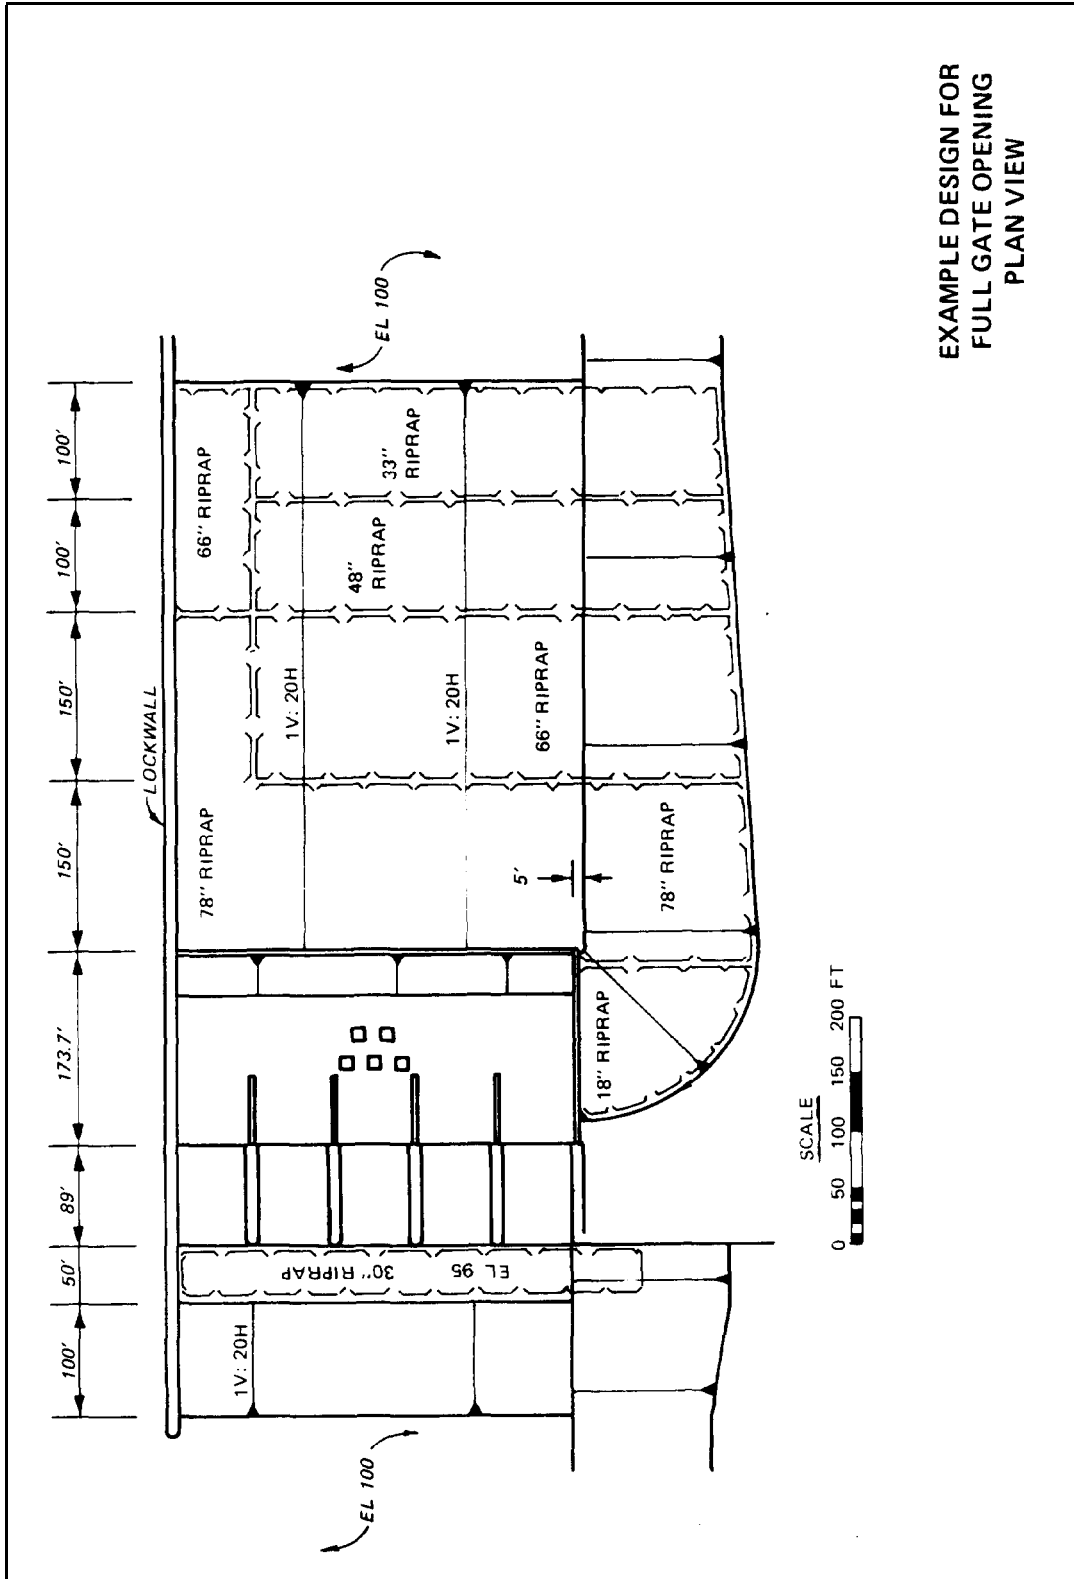 100'
50'
89'
173.7'
150'
150'
100'
100'
LOCKWALL
1V: 20H
78" RIPRAP
66" RIPRAP
1V: 20H
1V: 20H
48"
RIPRAP
33"
RIPRAP
EL 95 30" RIPRAP
5'
66" RIPRAP
18" RIPRAP
78" RIPRAP
EL 100
EL 100
SCALE
0 50 100 150 200 FT
EXAMPLE DESIGN FOR
FULL GATE OPENING
PLAN VIEW